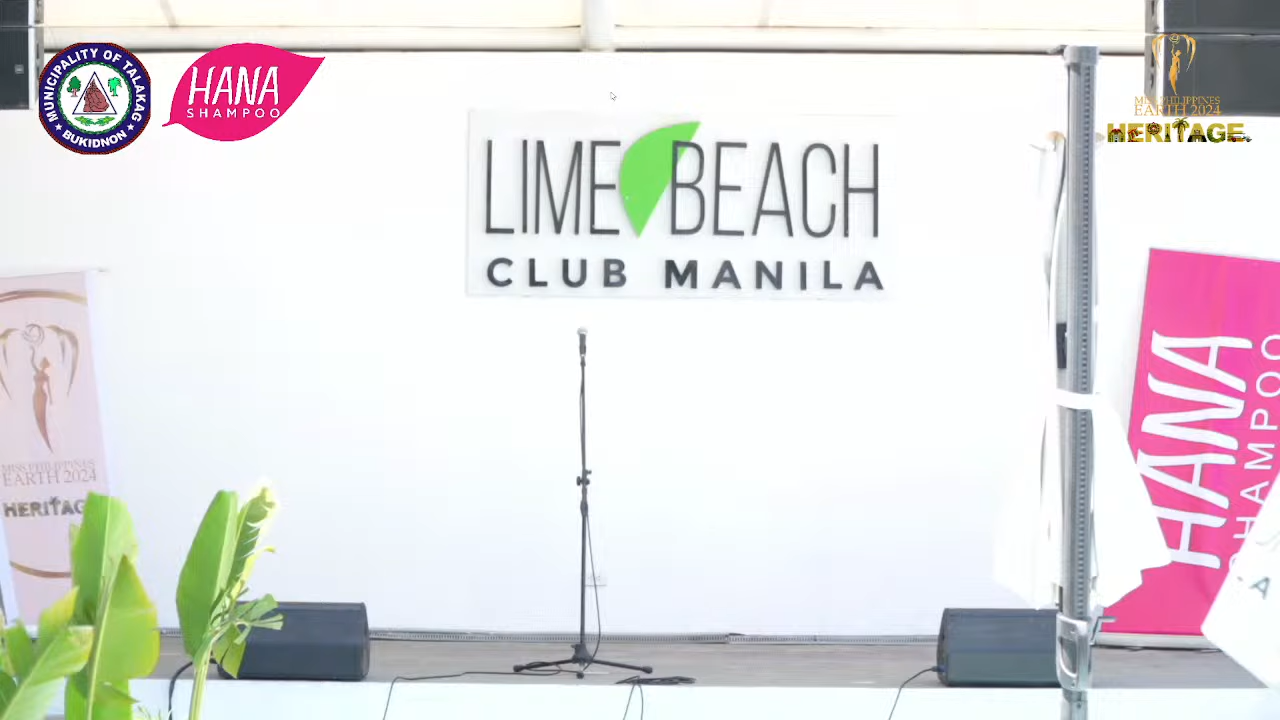 MUNICIPALITY OF TALAKAG
BUKIDNON
HANA
SHAMPOO
MISS PHILIPPINES
EARTH 2024
HERITAGE
LIME BEACH
CLUB MANILA
MISS PHILIPPINES
EARTH 2024
HERITAGE
HANA
SHAMPOO
A